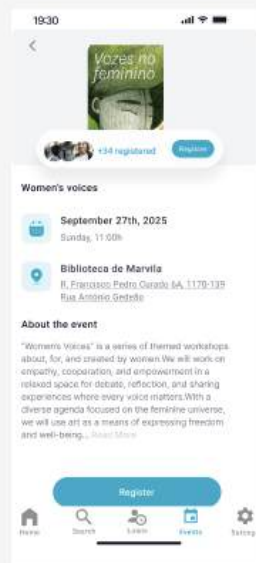 19:30
Vozes no
feminino
+34 registered
Register
Women's voices
September 27th, 2025
Sunday, 11:00h
Biblioteca de Marvila
R. Francisco Pedro Curado 6A, 1170-139
Rua António Gedeão
About the event
"Women's Voices" is a series of themed workshops
about, for, and created by women We will work on
empathy, cooperation, and empowerment in a
relaxed space for debate, reflection, and sharing
experiences where every voice matters.With a
diverse agenda focused on the feminine universe,
we will use art as a means of expressing freedom
and well-being... Read More
Register
Home
Search
Events